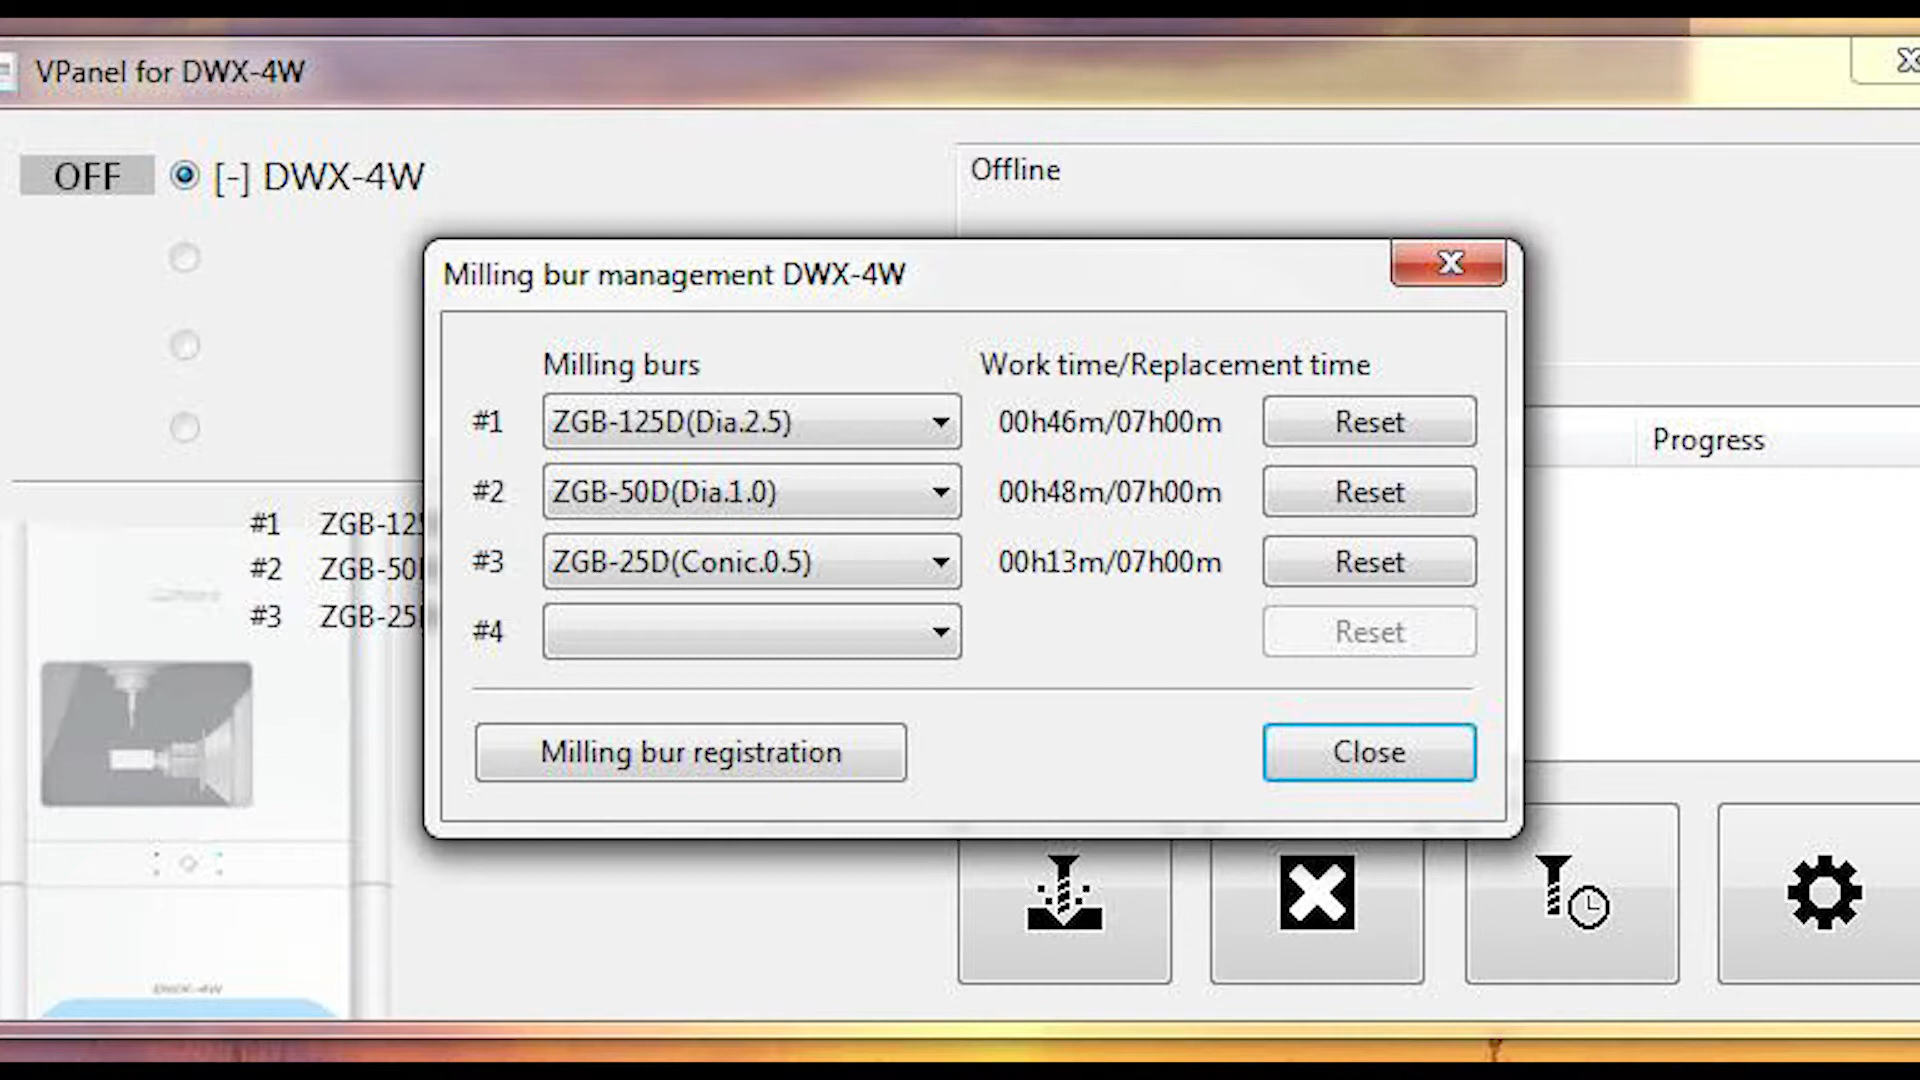 VPanel for DWX-4W
OFF [-] DWX-4W
Offline
Milling bur management DWX-4W
Milling burs Work time/Replacement time
#1 ZGB-125D(Dia.2.5) 00h46m/07h00m Reset
#2 ZGB-50D(Dia.1.0) 00h48m/07h00m Reset
#3 ZGB-25D(Conic.0.5) 00h13m/07h00m Reset
#4 Reset
Milling bur registration Close
Progress
#1 ZGB-125
#2 ZGB-50
#3 ZGB-25
DWX-4W